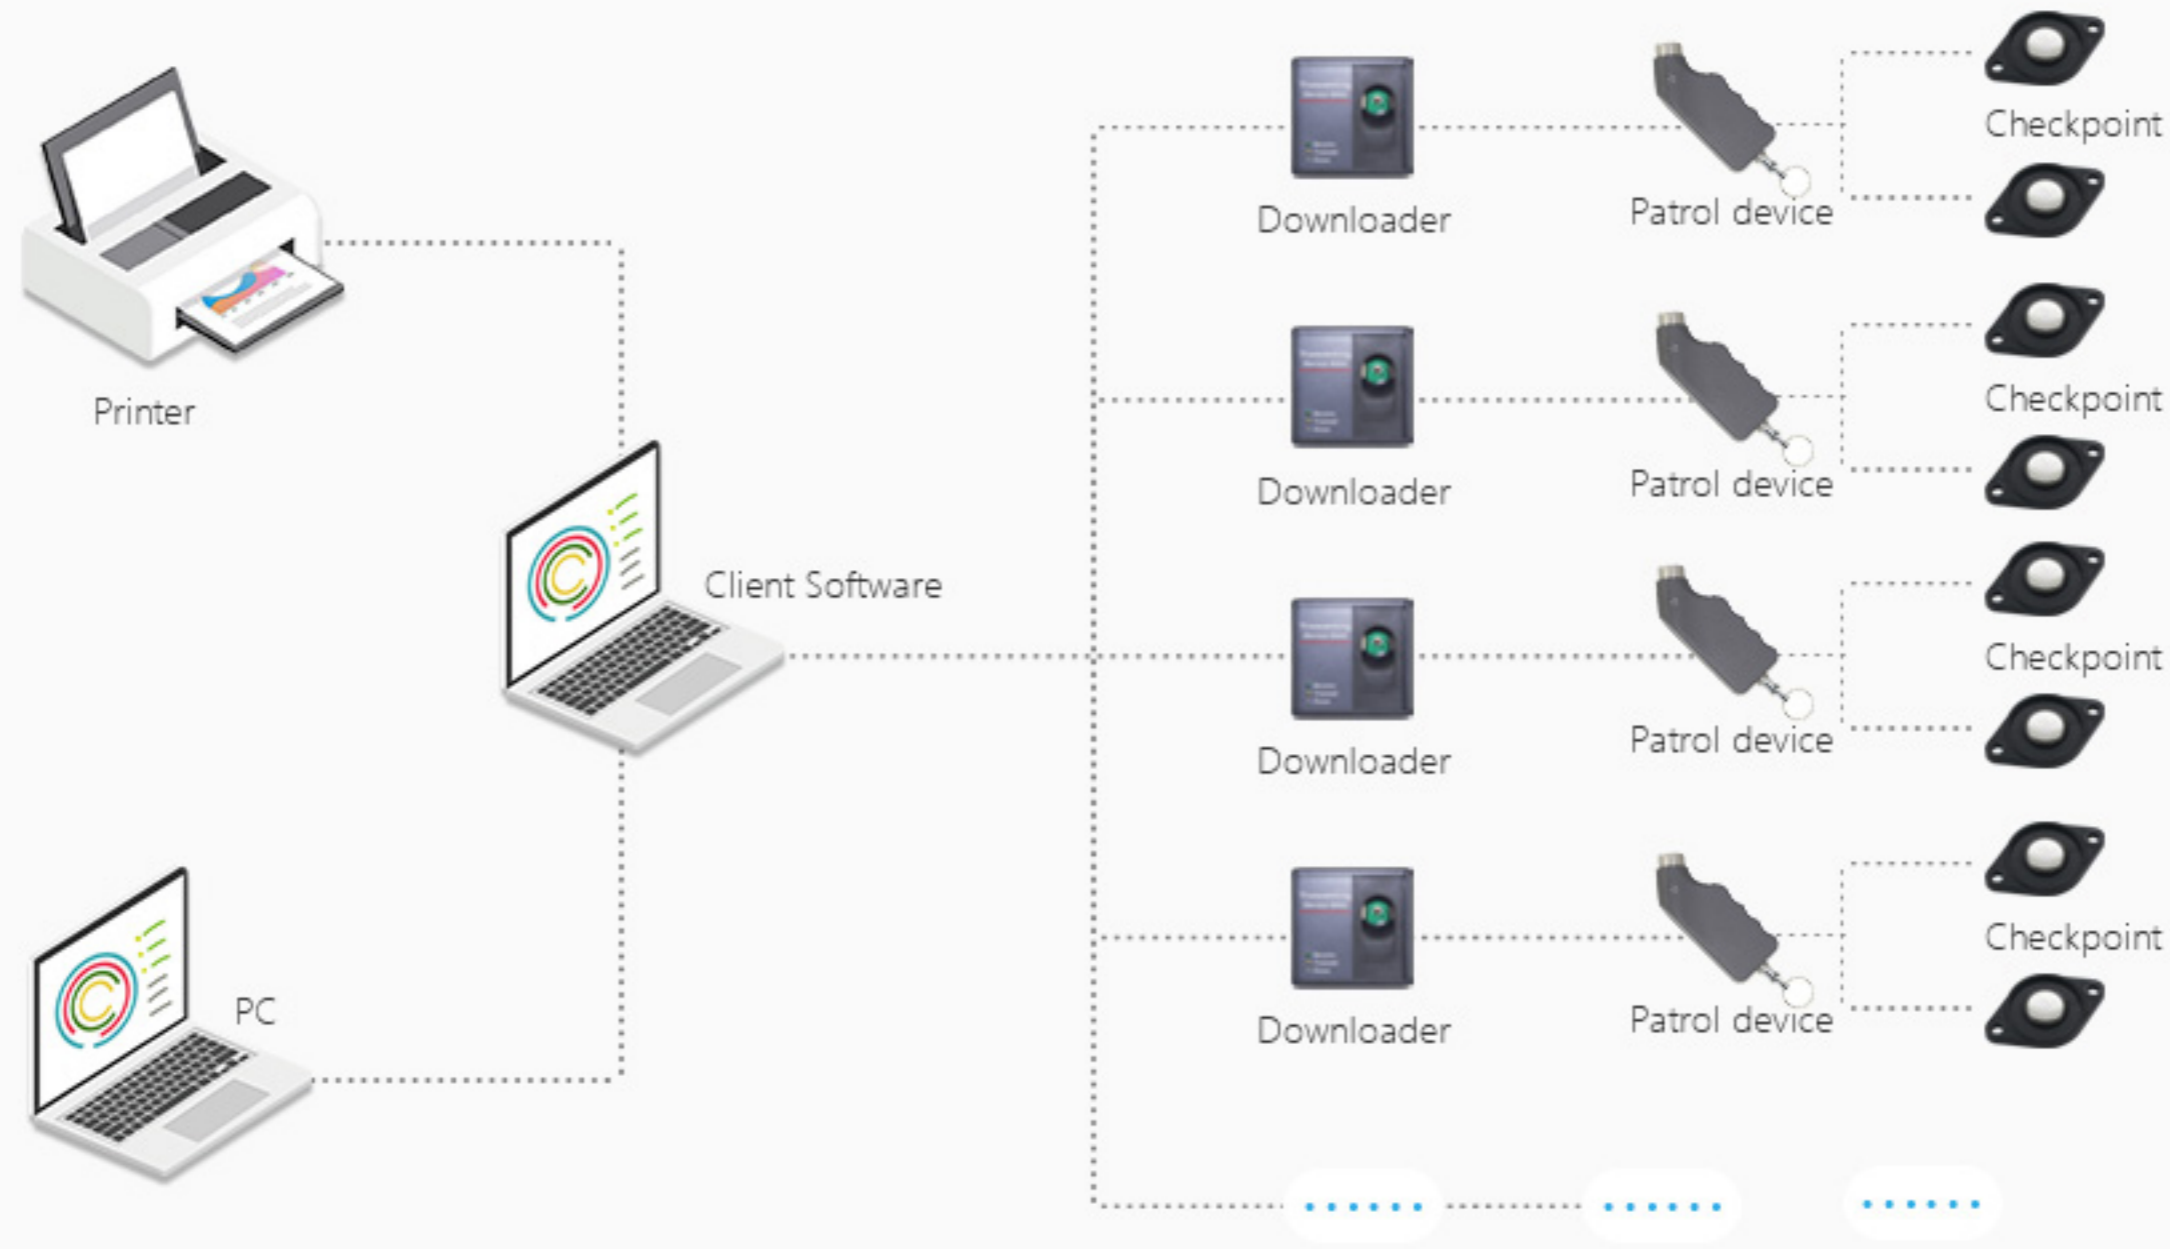 Printer
Client Software
PC
Downloader
Patrol device
Checkpoint
Downloader
Patrol device
Checkpoint
Downloader
Patrol device
Checkpoint
Downloader
Patrol device
Checkpoint